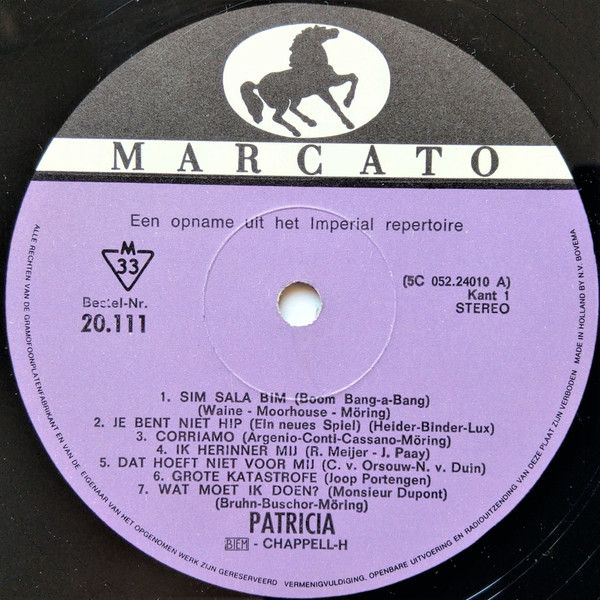 MARCATO
Een opname uit het Imperial repertoire
M
33
Bestel-Nr.
20.111
(5C 052.24010 A)
Kant 1
STEREO
1. SIM SALA BIM (Boom Bang-a-Bang)
(Waine - Moorhouse - Möring)
2. JE BENT NIET H!P (EIn neues Spiel) (Heider-Binder-Lux)
3. CORRIAMO (Argenio-Conti-Cassano-Möring)
4. IK HERINNER MIJ (R. Meijer - J. Paay)
5. DAT HOEFT NIET VOOR MIJ (C. v. Orsouw-N. v. Duin)
6. GROTE KATASTROFE (Joop Portengen)
7. WAT MOET IK DOEN? (Monsieur Dupont)
(Bruhn-Buschor-Möring)
PATRICIA
BIEM - CHAPPELL-H
ALLE RECHTEN VAN DE GRAMOFOONPLATENFABRIKANT EN VAN DE EIGENAAR VAN HET OPGENOMEN WERK ZIJN GERESERVEERD VERMENIGVULDIGING, OPENBARE UITVOERING EN RADIOUITZENDING VAN DEZE PLAAT ZIJN VERBODEN MADE IN HOLLAND BY N.V. BOVEMA